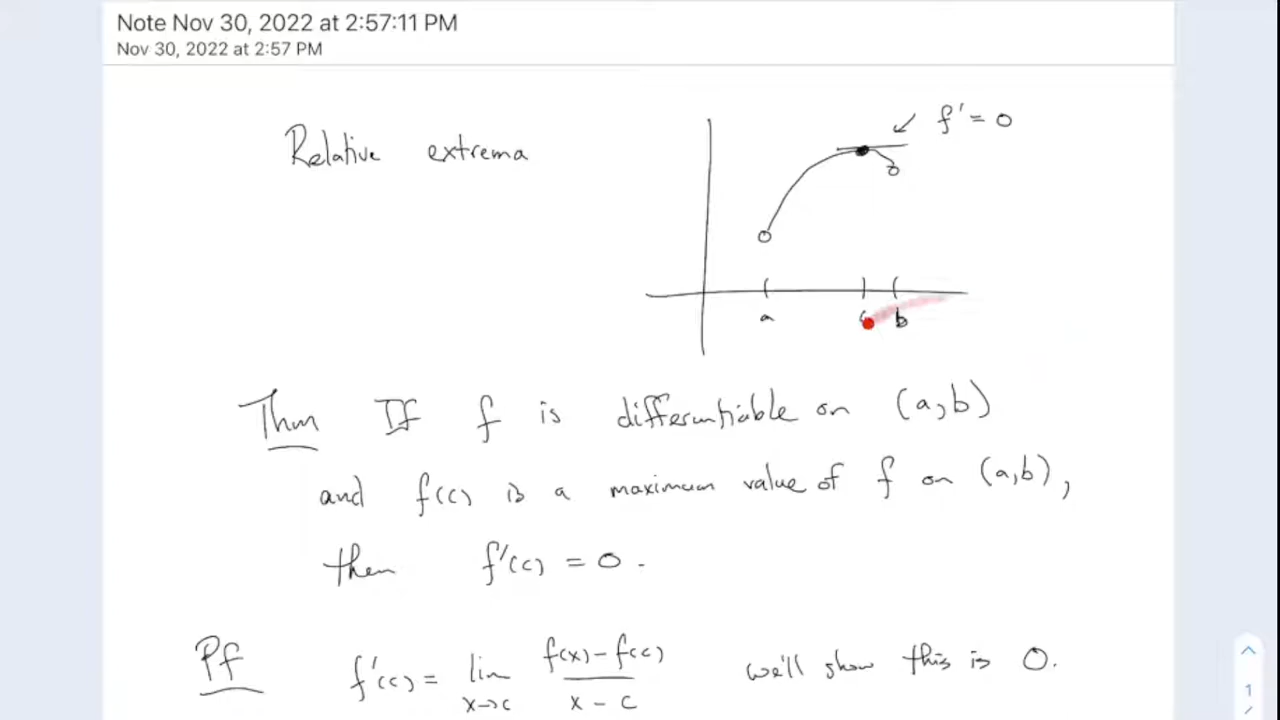 Note Nov 30, 2022 at 2:57:11 PM
Nov 30, 2022 at 2:57 PM
Relative extrema
f' = 0
a c b
Thm If f is differentiable on (a,b)
and f(c) is a maximum value of f on (a,b),
then f'(c) = 0.
Pf f'(c) = lim x→c f(x) - f(c) / x - c we'll show this is 0.
1